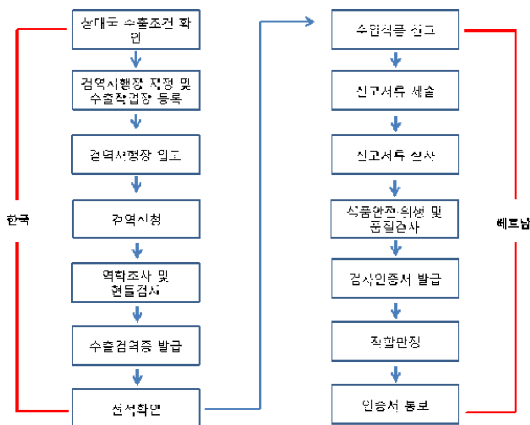 상대국 수출조건 확
인
검역시행장 지정 및
수출작업장 등록
검역시행장 입고
검역신청
역학조사 및
현물검사
수출검역증 발급
선적확인
한국
수입식품 신고
신고서류 제출
신고서류 심사
식품안전·위생 및
품질검사
검사인증서 발급
적합판정
인증서 통보
베트남